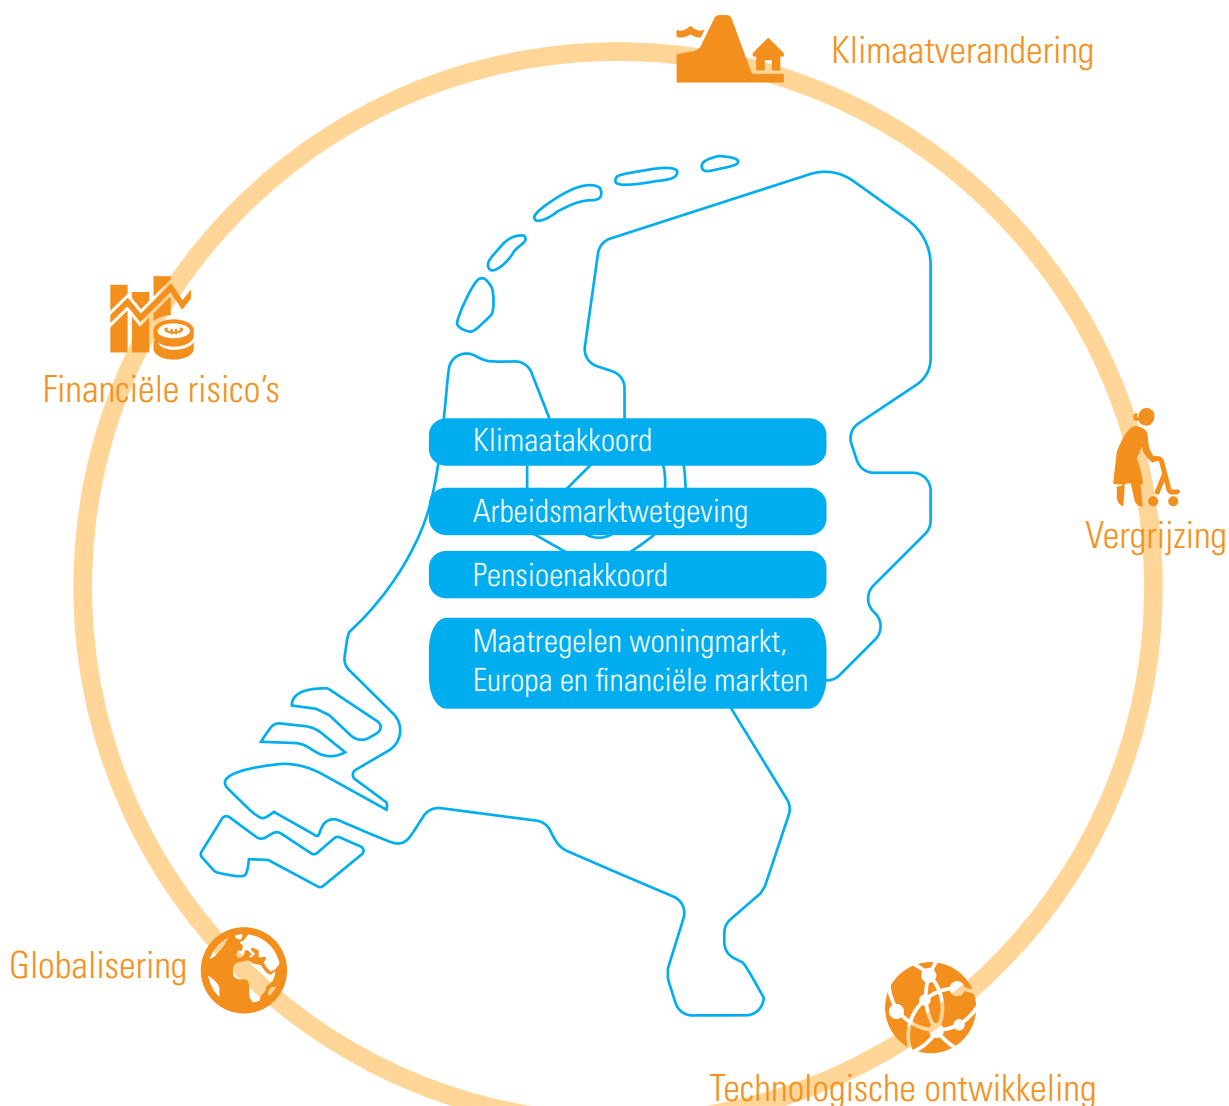 Klimaatverandering
Financiële risico's
Klimaatakkoord
Arbeidsmarktwetgeving
Vergrijzing
Pensioenakkoord
Maatregelen woningmarkt,
Europa en financiële markten
Globalisering
Technologische ontwikkeling